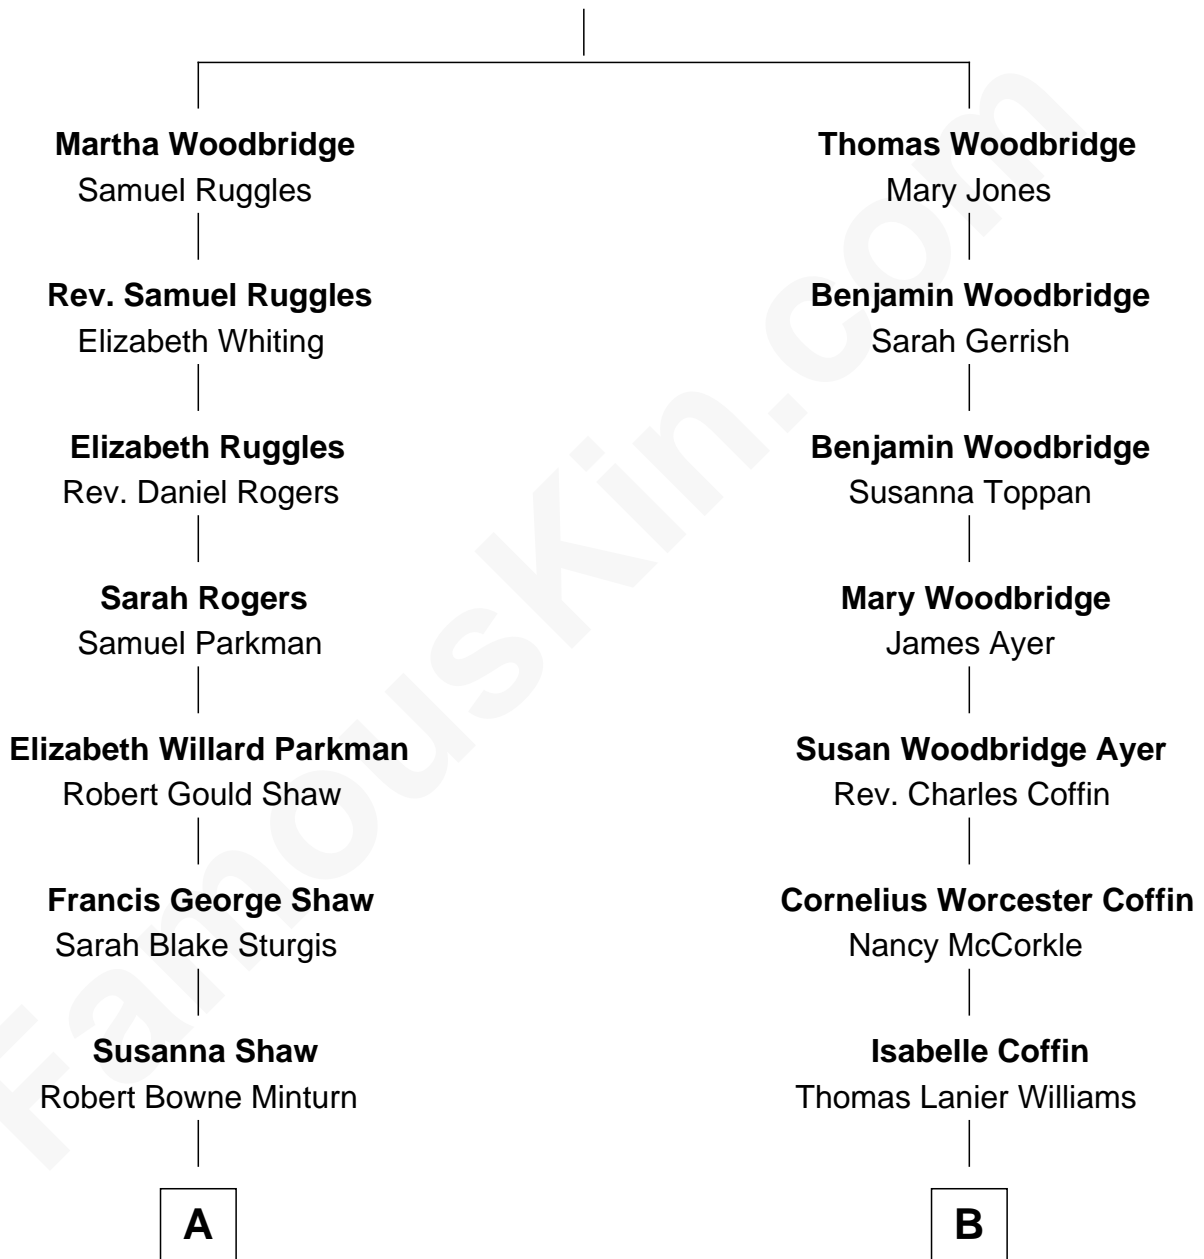 Martha Woodbridge
Samuel Ruggles
Thomas Woodbridge
Mary Jones
Rev. Samuel Ruggles
Elizabeth Whiting
Benjamin Woodbridge
Sarah Gerrish
Elizabeth Ruggles
Rev. Daniel Rogers
Benjamin Woodbridge
Susanna Toppan
Sarah Rogers
Samuel Parkman
Mary Woodbridge
James Ayer
Elizabeth Willard Parkman
Robert Gould Shaw
Susan Woodbridge Ayer
Rev. Charles Coffin
Francis George Shaw
Sarah Blake Sturgis
Cornelius Worcester Coffin
Nancy McCorkle
Susanna Shaw
Robert Bowne Minturn
Isabelle Coffin
Thomas Lanier Williams
A
B
FamousKin.com